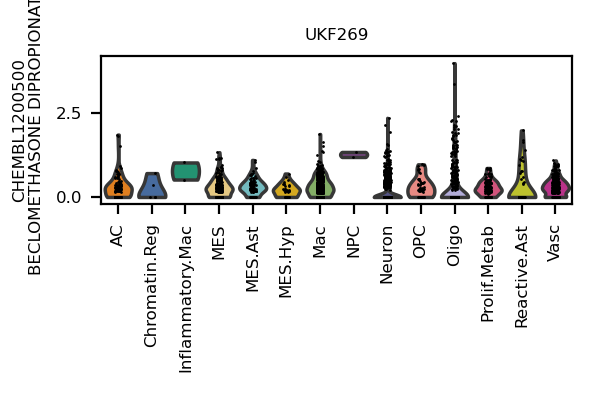 UKF269
CHEMBL1200500
BECLOMETHASONE DIPROPIONAT
2.5
0.0
AC
Chromatin.Reg
Inflammatory.Mac
MES
MES.Ast
MES.Hyp
Mac
NPC
Neuron
OPC
Oligo
Prolif.Metab
Reactive.Ast
Vasc